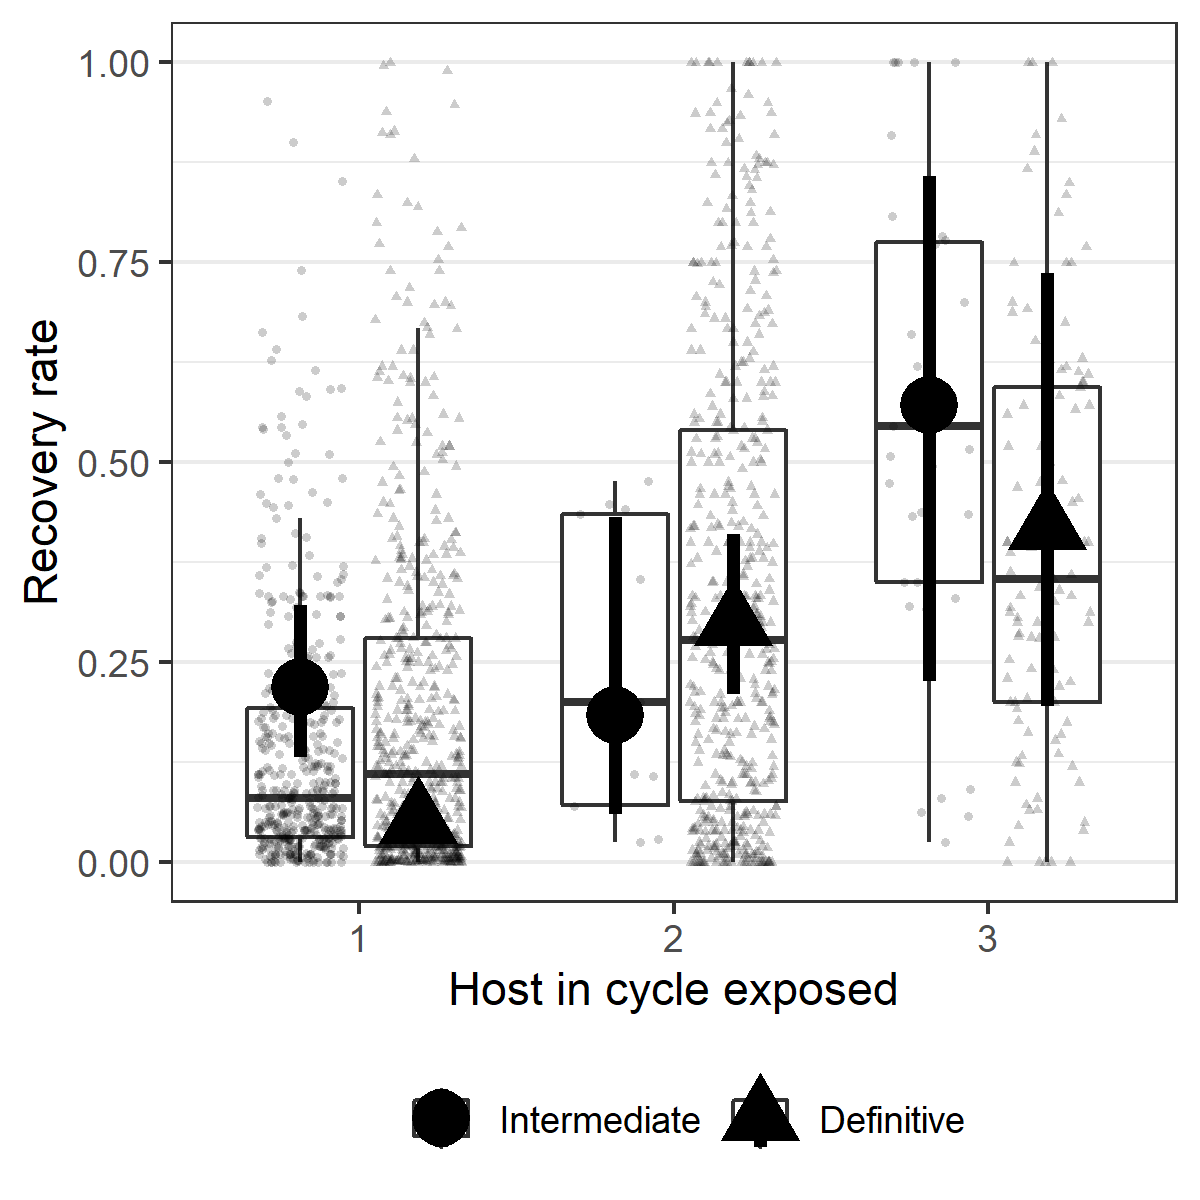 1.00
0.75
0.50
0.25
0.00
Recovery rate
1 2 3
Host in cycle exposed
Intermediate Definitive